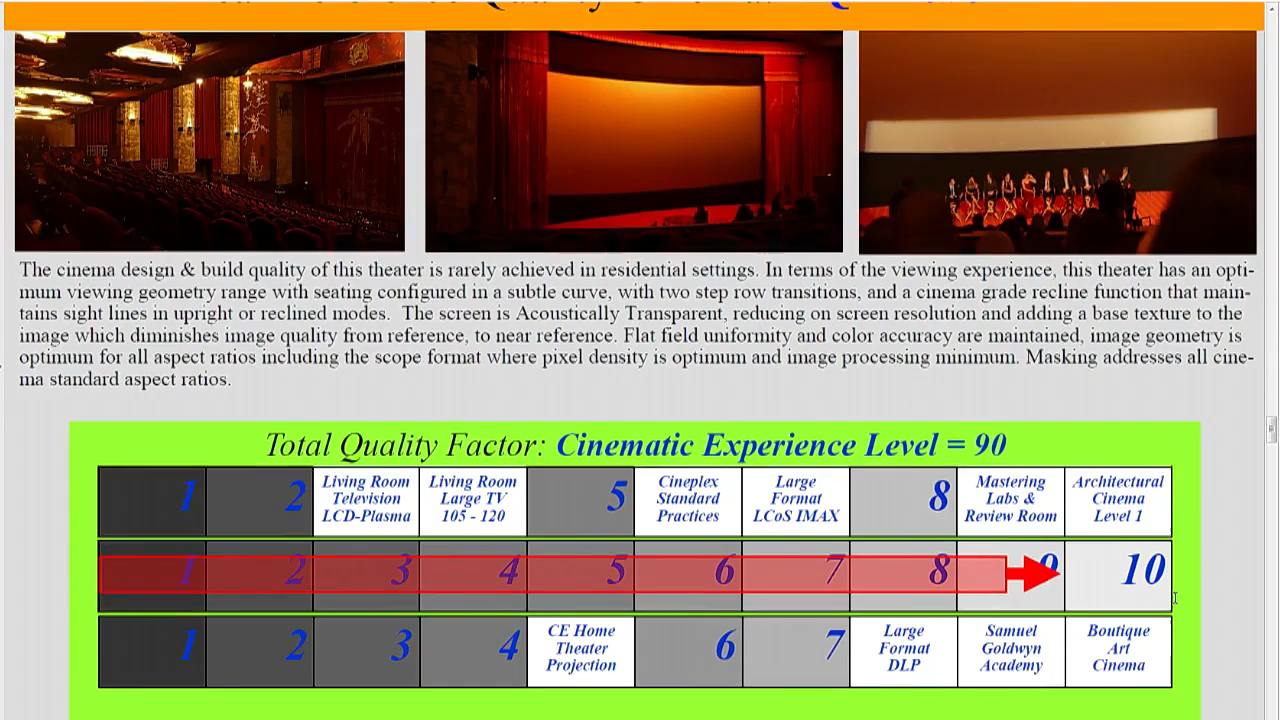 The cinema design & build quality of this theater is rarely achieved in residential settings. In terms of the viewing experience, this theater has an opti-
mum viewing geometry range with seating configured in a subtle curve, with two step row transitions, and a cinema grade recline function that main-
tains sight lines in upright or reclined modes. The screen is Acoustically Transparent, reducing on screen resolution and adding a base texture to the
image which diminishes image quality from reference, to near reference. Flat field uniformity and color accuracy are maintained, image geometry is
optimum for all aspect ratios including the scope format where pixel density is optimum and image processing minimum. Masking addresses all cine-
ma standard aspect ratios.
Total Quality Factor: Cinematic Experience Level = 90
1 2 Living Room Television LCD-Plasma Living Room Large TV 105 - 120 5 Cineplex Standard Practices Large Format LCoS IMAX 8 Mastering Labs & Review Room Architectural Cinema Level 1
1 2 3 4 5 6 7 8 9 10
1 2 3 4 CE Home Theater Projection 6 7 Large Format DLP Samuel Goldwyn Academy Boutique Art Cinema